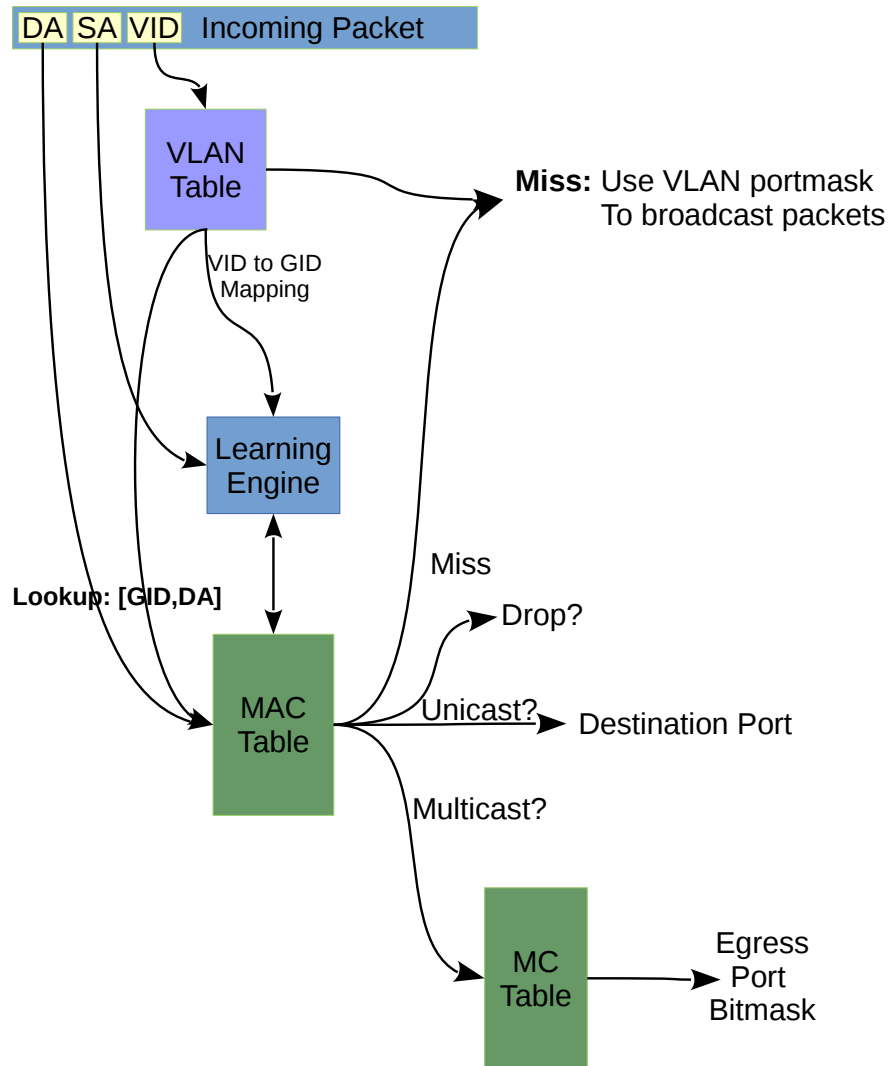 DA SA VID Incoming Packet
VLAN
Table
Miss: Use VLAN portmask
To broadcast packets
VID to GID
Mapping
Learning
Engine
Miss
Lookup: [GID,DA]
Drop?
MAC
Table
Unicast?
Destination Port
Multicast?
MC
Table
Egress
Port
Bitmask